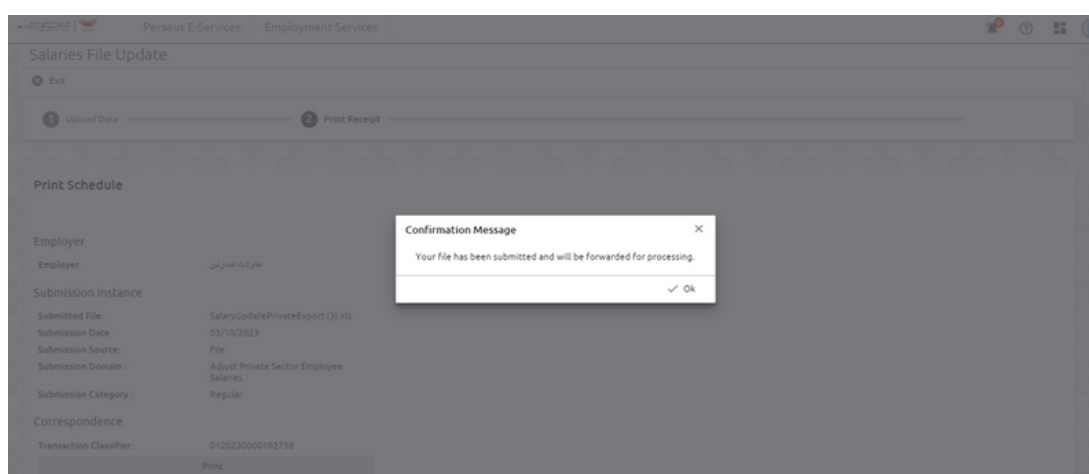 Perseus E-Services Employment Services
Salaries File Update
Exit
1 Upload Data 2 Print Receipt
Print Schedule
Confirmation Message
Your file has been submitted and will be forwarded for processing.
Ok
Employer
Employer
Submission Instance
Submitted File: SalaryUpdatePrivateExport (3).xls
Submission Date 03/10/2023
Submission Source: File
Submission Domain : Adjust Private Sector Employee
Salaries
Submission Category : Regular
Correspondence
Transaction Classifier: 0120230000102738
Print